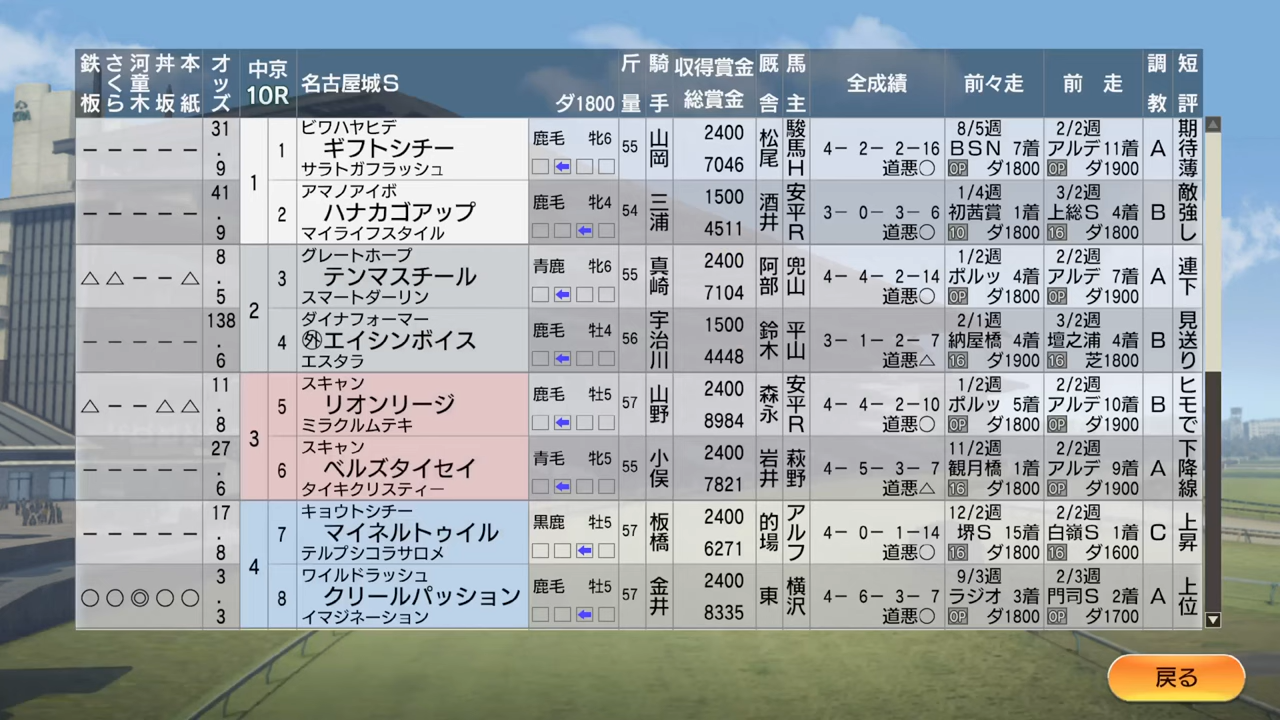 鉄板 さくら 河童木 丼坂 本紙 オッズ 中京10R 名古屋城S ダ1800 斤量 騎手 収得賞金 総賞金 厩舎 馬主 全成績 前々走 前走 調教 短評
－ － － － － 31.9 1 1 ビワハヤヒデ 鹿毛 牝6 55 山岡 2400 松尾 駿馬H 4－2－2－16 8/5週 2/2週 A 期待薄
ギフトシチー BSN 7着 アルデ11着
サラトガフラッシュ ← 7046 道悪○ OP ダ1800 OP ダ1900
－ － － － － 41.9 2 アマノアイボ 鹿毛 牝4 54 三浦 1500 酒井 安平R 3－0－3－6 1/4週 3/2週 B 敵強し
ハナカゴアップ 初茜賞 1着 上総S 4着
マイライフスタイル ← 4511 道悪○ 10 ダ1800 16 ダ1800
△ △ － － △ 8.5 2 3 グレートホープ 青鹿 牝6 55 真崎 2400 阿部 兜山 4－4－2－14 1/2週 2/2週 A 連下
テンマスチール ポルッ 4着 アルデ 7着
スマートダーリン ← 7104 道悪○ OP ダ1800 OP ダ1900
－ － － － － 138.6 4 ダイナフォーマー 鹿毛 牡4 56 宇治川 1500 鈴木 平山 3－1－2－7 2/1週 3/2週 B 見送り
外エイシンボイス 納屋橋 4着 壇之浦 4着
エスタラ ← 4448 道悪△ 16 ダ1900 16 芝1800
△ － － △ △ 11.8 3 5 スキャン 鹿毛 牡5 57 山野 2400 森永 安平R 4－4－2－10 1/2週 2/2週 B ヒモで
リオンリージ ポルッ 5着 アルデ10着
ミラクルムテキ ← 8984 道悪○ OP ダ1800 OP ダ1900
－ － － － － 27.6 6 スキャン 青毛 牝5 55 小俣 2400 岩井 萩野 4－5－3－7 11/2週 2/2週 A 下降線
ベルズタイセイ 観月橋 1着 アルデ 9着
タイキクリスティー ← 7821 道悪△ 16 ダ1800 OP ダ1900
－ － － － － 17.8 4 7 キョウトシチー 黒鹿 牡5 57 板橋 2400 的場 アルフ 4－0－1－14 12/2週 2/2週 C 上昇
マイネルトゥイル 堺S 15着 白嶺S 1着
テルプシコラサロメ ← 6271 道悪○ 16 ダ1800 16 ダ1600
○ ○ ◎ ○ ○ 3.3 8 ワイルドラッシュ 鹿毛 牡5 57 金井 2400 東 横沢 4－6－3－7 9/3週 2/3週 A 上位
クリールパッション ラジオ 3着 門司S 2着
イマジネーション ← 8335 道悪○ OP ダ1800 OP ダ1700
戻る